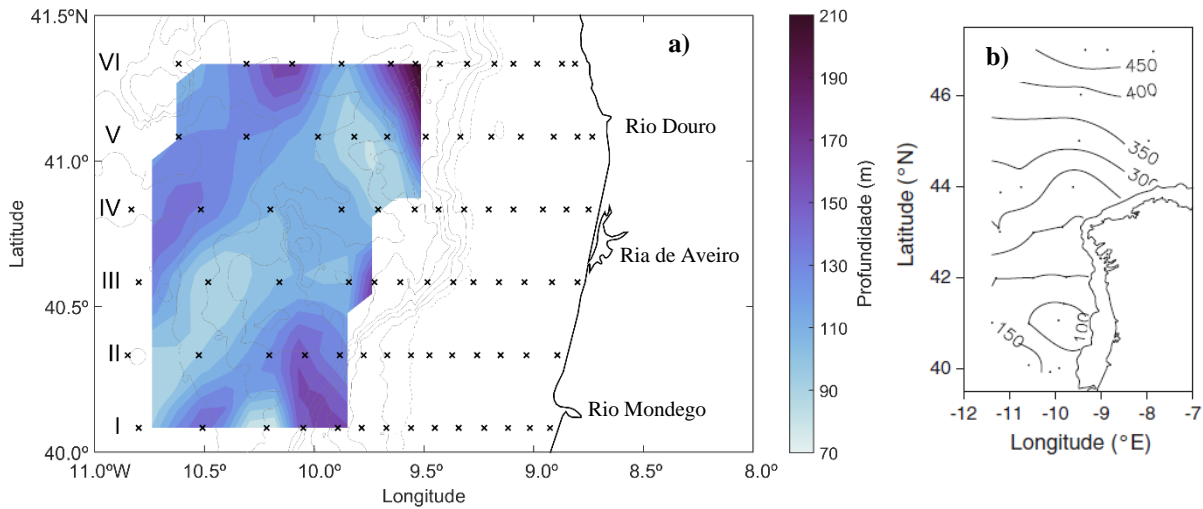 a)
41.5ºN
41.0º
40.5º
40.0º
Latitude
VI
V
IV
III
II
I
Rio Douro
Ria de Aveiro
Rio Mondego
11.0ºW
10.5º
10.0º
9.5º
9.0º
8.5º
8.0º
Longitude
210
190
170
150
130
110
90
70
Profundidade (m)
b)
450
400
350
300
150
100
46
44
42
40
Latitude (°N)
-12
-11
-10
-9
-8
-7
Longitude (°E)